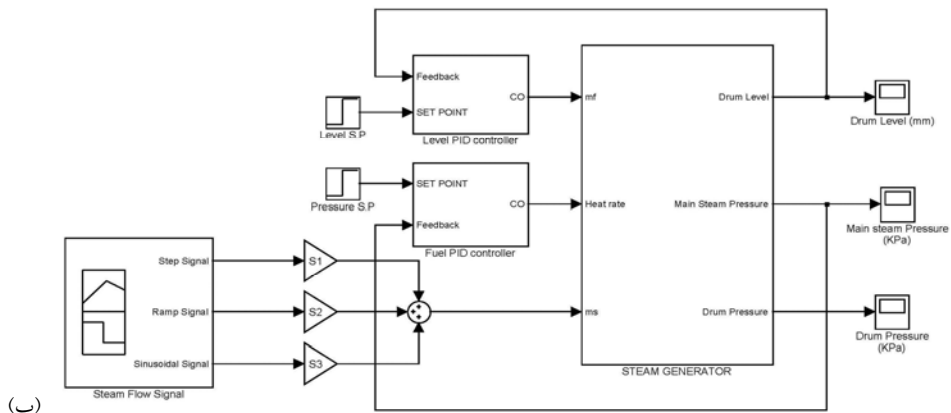 Feedback
CO
SET POINT
Level PID controller
Level S.P
mf
Drum Level
Drum Level (mm)
SET POINT
CO
Feedback
Fuel PID controller
Pressure S.P
Heat rate
Main Steam Pressure
Main steam Pressure
(KPa)
Step Signal
S1
Ramp Signal
S2
Sinusoidal Signal
S3
Steam Flow Signal
ms
Drum Pressure
Drum Pressure
(KPa)
STEAM GENERATOR
(ب)